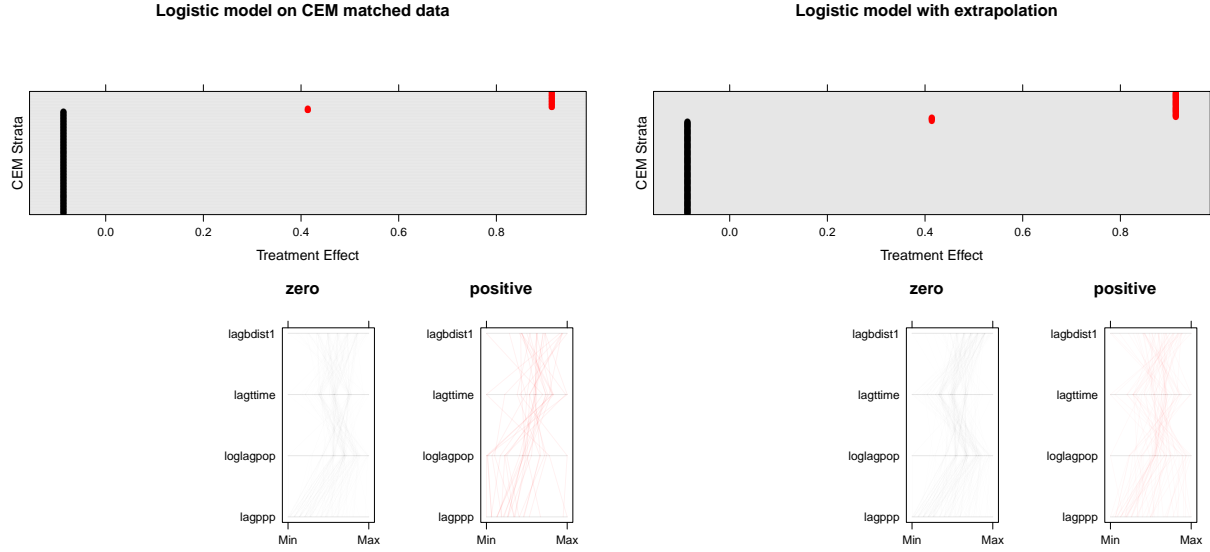 Logistic model on CEM matched data
CEM Strata
0.0 0.2 0.4 0.6 0.8
Treatment Effect
zero positive
lagbdist1 lagbdist1
lagttime lagttime
loglagpop loglagpop
lagppp lagppp
Min Max Min Max
Logistic model with extrapolation
CEM Strata
0.0 0.2 0.4 0.6 0.8
Treatment Effect
zero positive
lagbdist1 lagbdist1
lagttime lagttime
loglagpop loglagpop
lagppp lagppp
Min Max Min Max